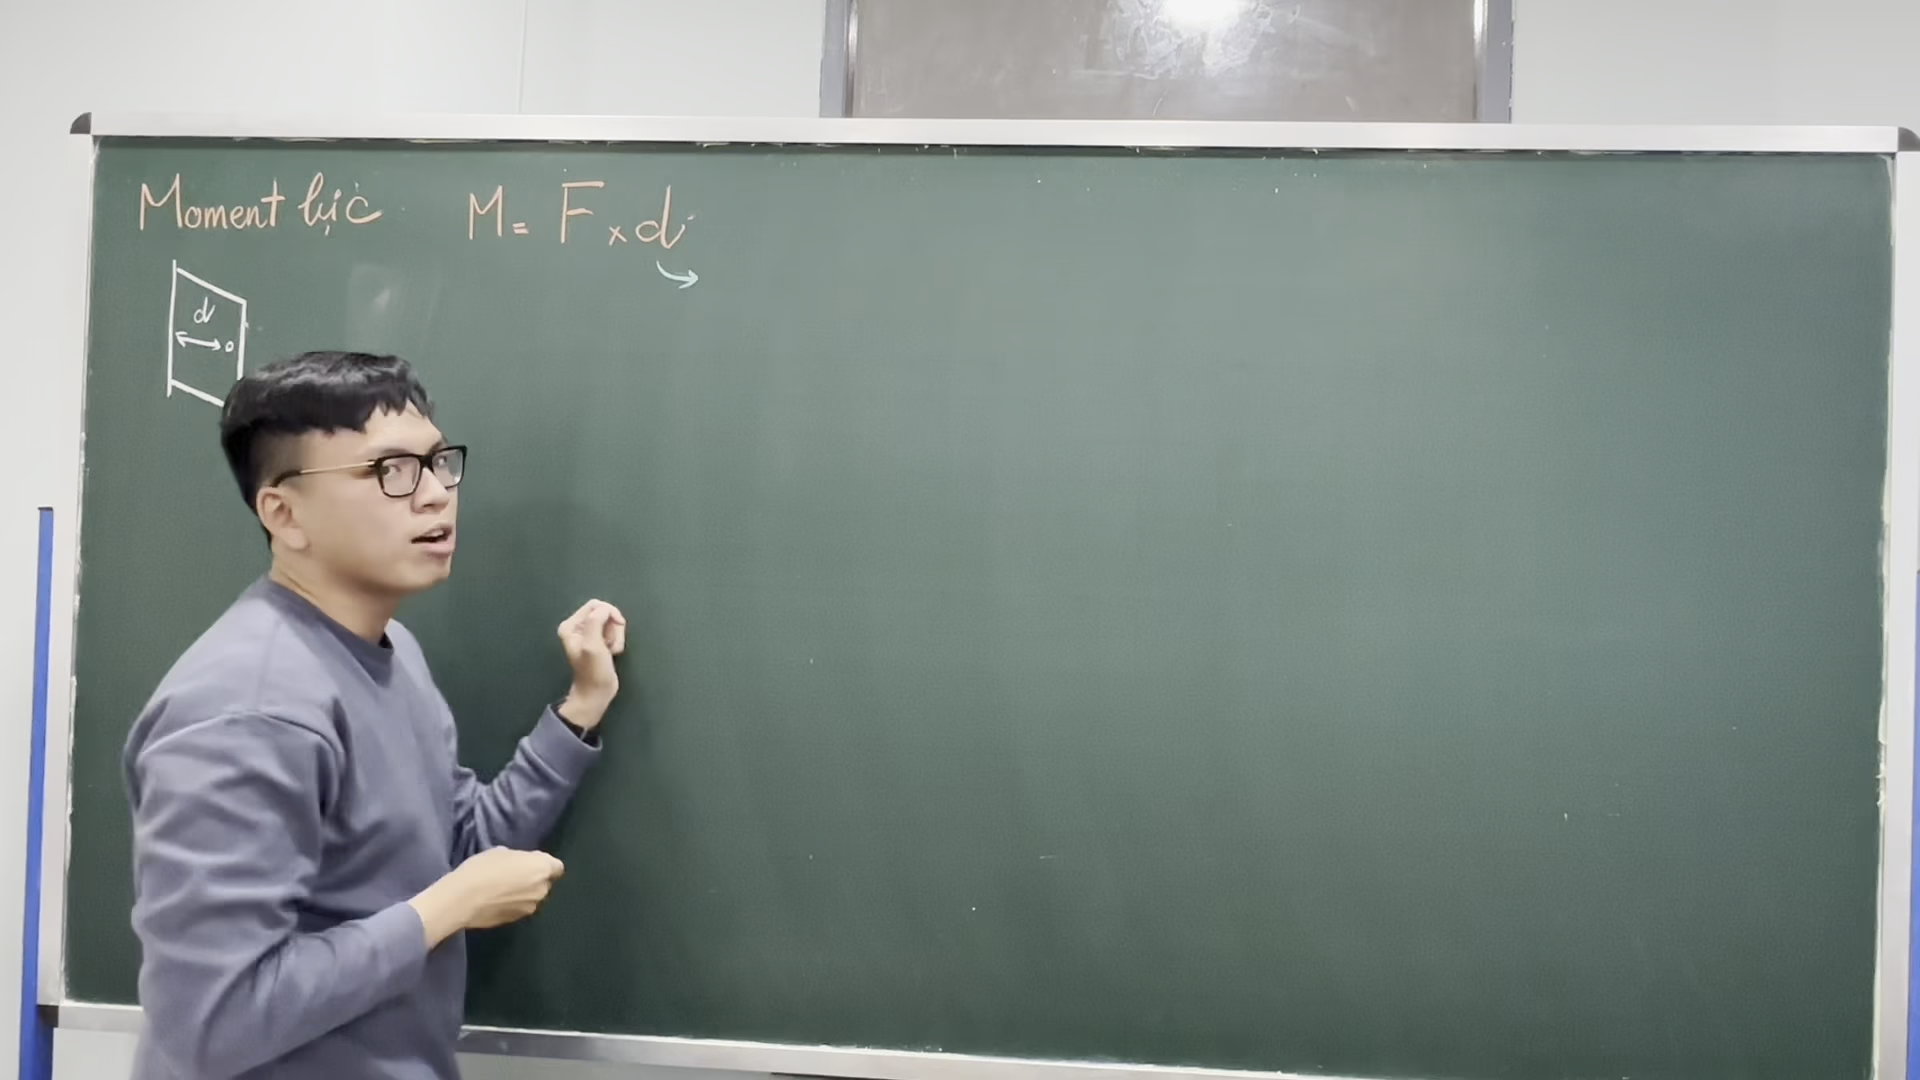 Moment lực M = F x d
d